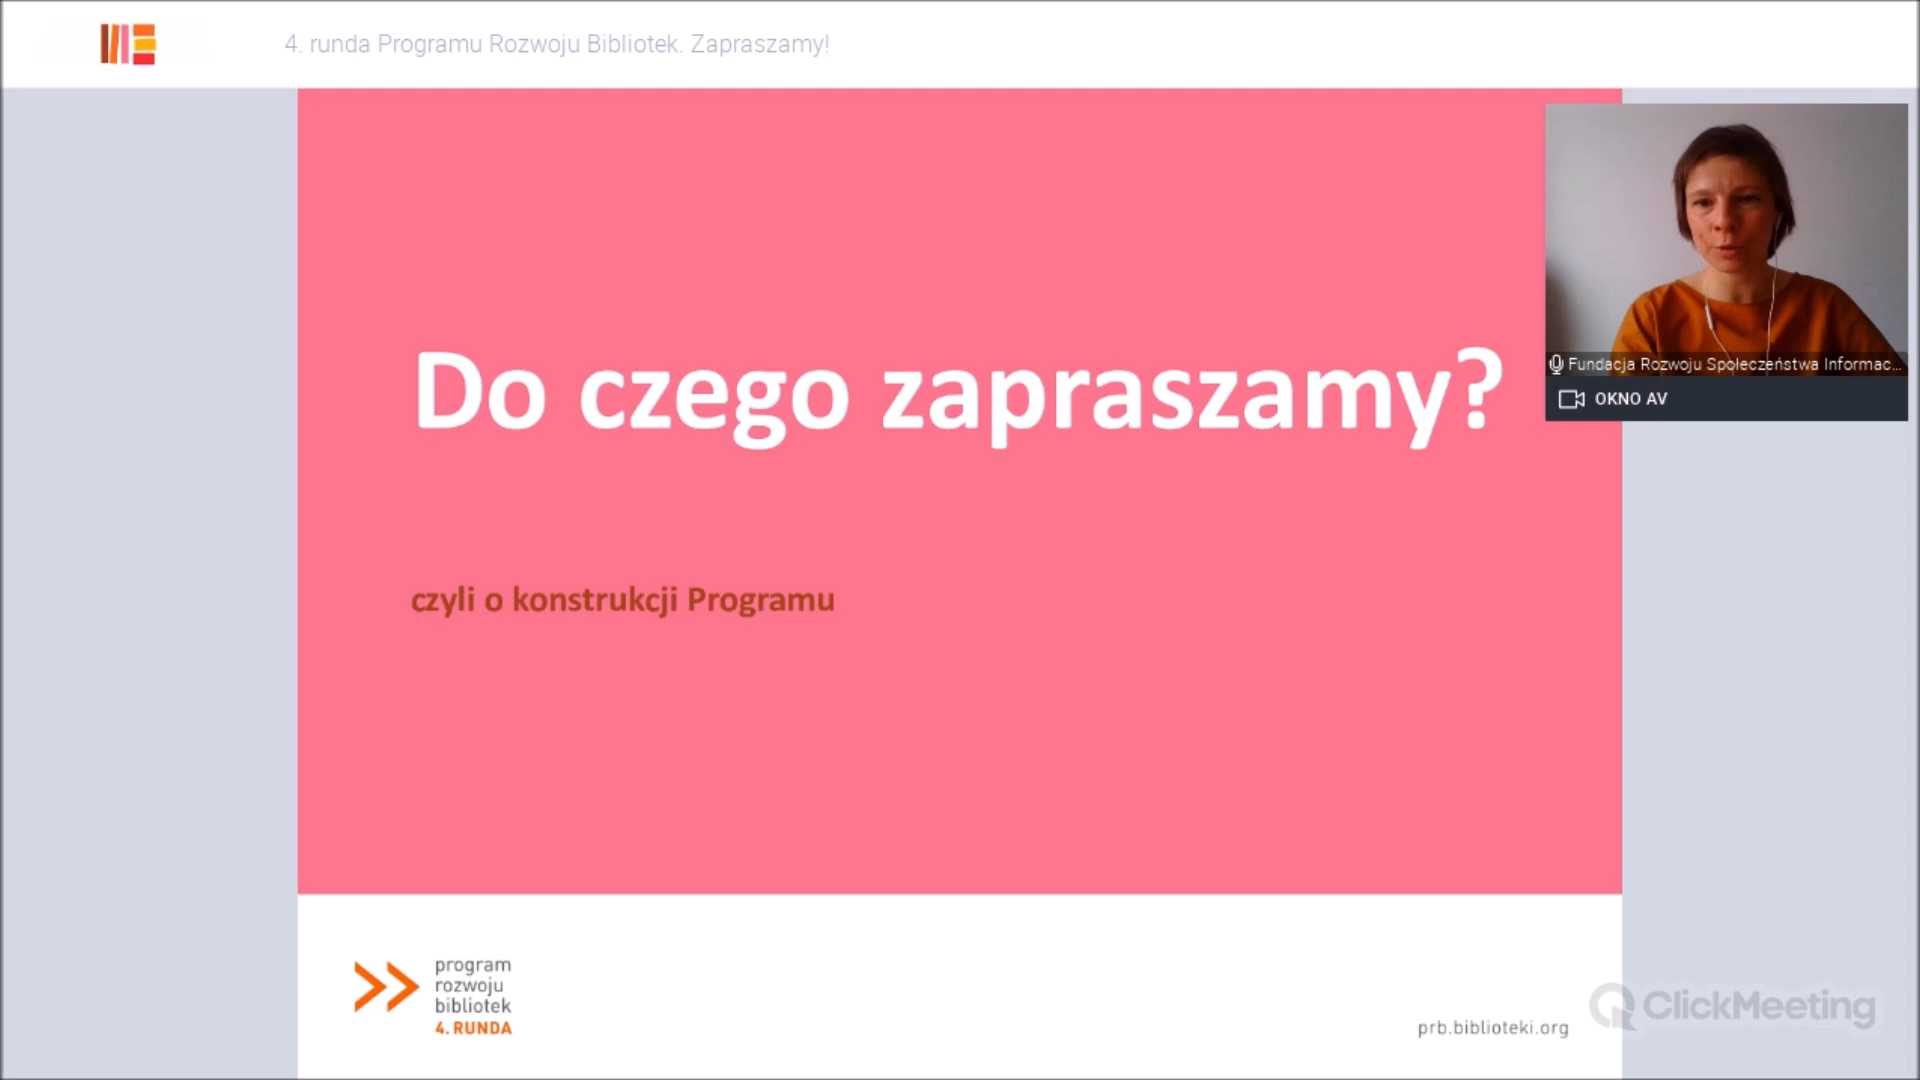 4. runda Programu Rozwoju Bibliotek. Zapraszamy!
Do czego zapraszamy?
czyli o konstrukcji Programu
Fundacja Rozwoju Społeczeństwa Informac...
OKNO AV
program
rozwoju
bibliotek
4. RUNDA
prb.biblioteki.org
ClickMeeting